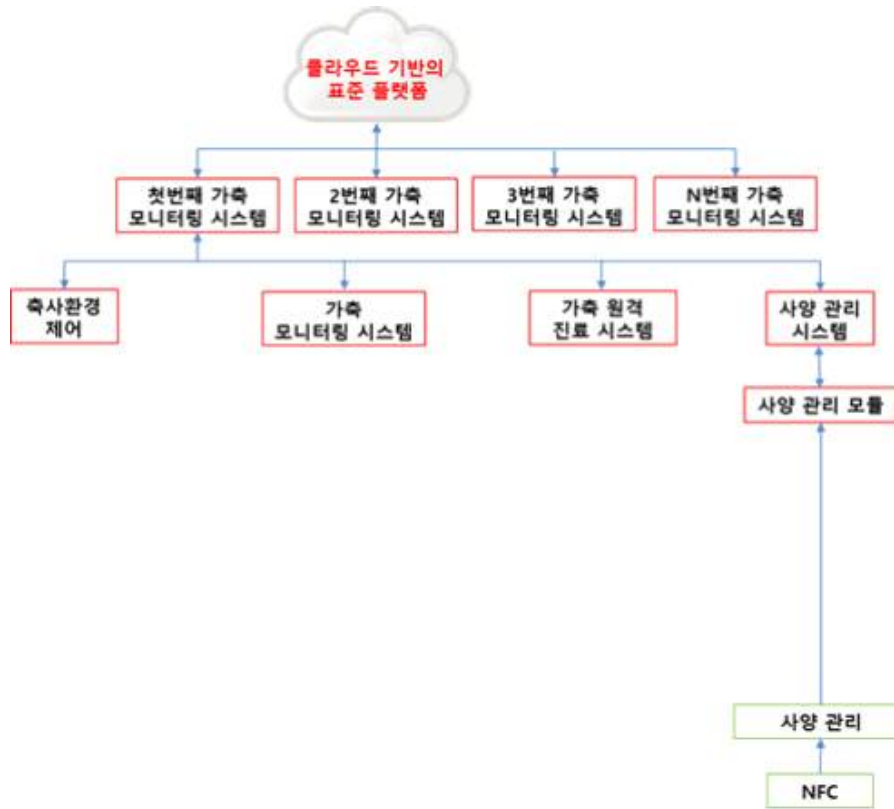 클라우드 기반의
표준 플랫폼
첫번째 가축
모니터링 시스템
2번째 가축
모니터링 시스템
3번째 가축
모니터링 시스템
N번째 가축
모니터링 시스템
축사환경
제어
가축
모니터링 시스템
가축 원격
진료 시스템
사양 관리
시스템
사양 관리 모듈
사양 관리
NFC